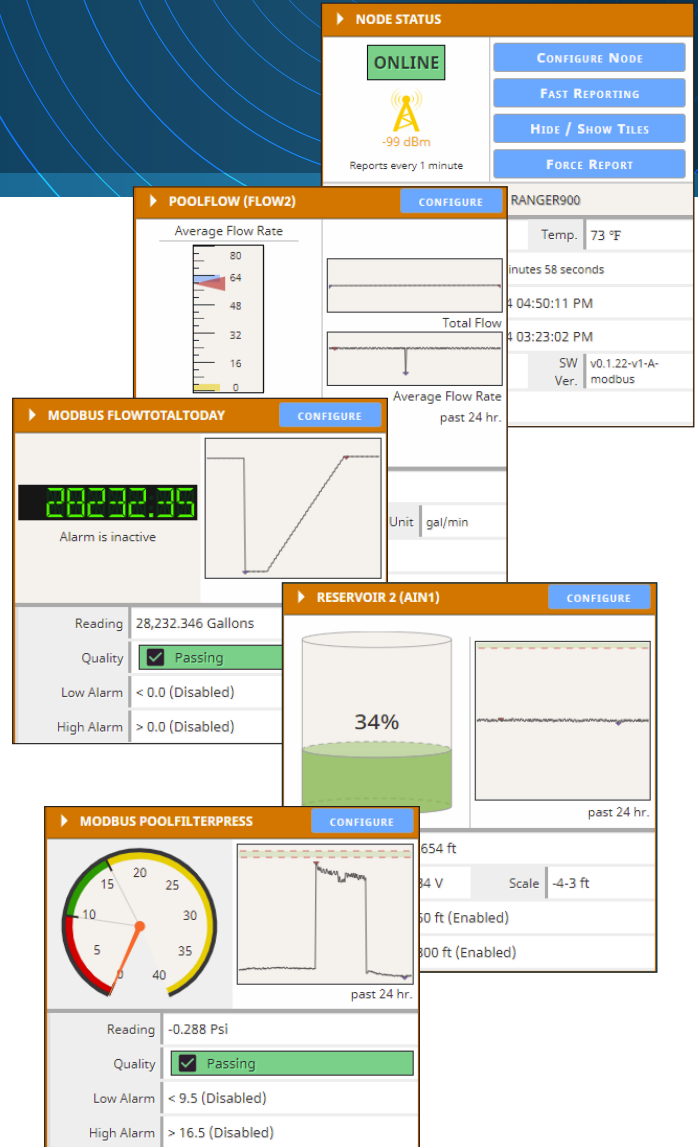 NODE STATUS
ONLINE
-99 dBm
Reports every 1 minute
CONFIGURE NODE
FAST REPORTING
HIDE / SHOW TILES
FORCE REPORT
RANGER900
Temp. 73 °F
inutes 58 seconds
04:50:11 PM
03:23:02 PM
SW Ver. v0.1.22-v1-A-
modbus
POOLFLOW (FLOW2)
CONFIGURE
Average Flow Rate
80
64
48
32
16
0
Total Flow
Average Flow Rate
past 24 hr.
Unit gal/min
MODBUS FLOWTOTALTODAY
CONFIGURE
28232.35
Alarm is inactive
Reading 28,232.346 Gallons
Quality Passing
Low Alarm < 0.0 (Disabled)
High Alarm > 0.0 (Disabled)
RESERVOIR 2 (AIN1)
CONFIGURE
34%
past 24 hr.
654 ft
34 V
Scale -4-3 ft
50 ft (Enabled)
300 ft (Enabled)
MODBUS POOLFILTERPRESS
CONFIGURE
0
5
10
15
20
25
30
35
40
past 24 hr.
Reading -0.288 Psi
Quality Passing
Low Alarm < 9.5 (Disabled)
High Alarm > 16.5 (Disabled)